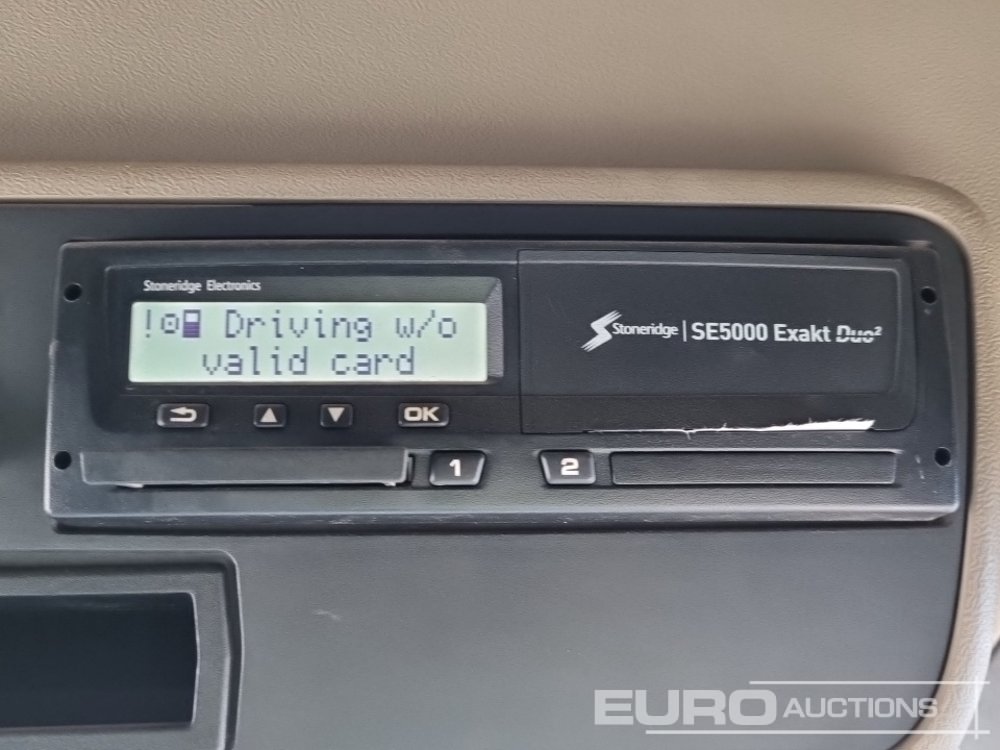 Stoneridge Electronics
! Driving w/o
valid card
OK
Stoneridge | SE5000 Exakt Duo²
1
2
EURO AUCTIONS